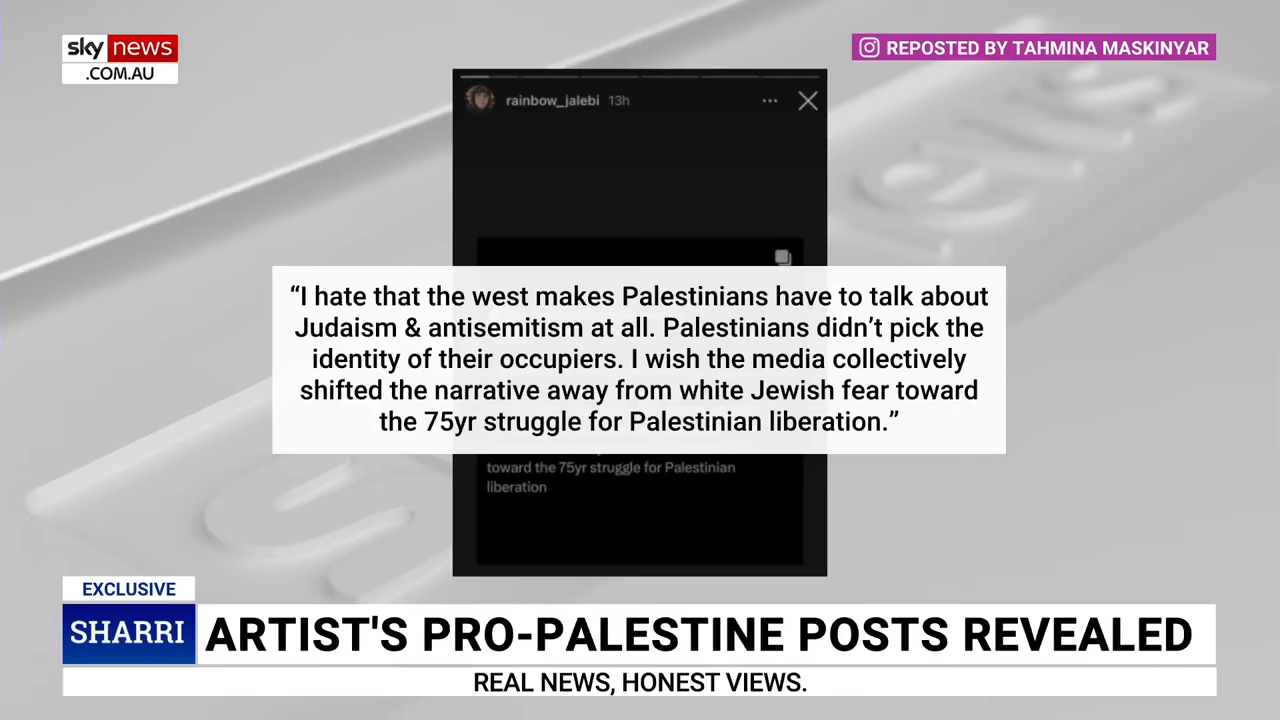 sky news
.COM.AU
REPOSTED BY TAHMINA MASKINYAR
rainbow_jalebi 13h
“I hate that the west makes Palestinians have to talk about
Judaism & antisemitism at all. Palestinians didn’t pick the
identity of their occupiers. I wish the media collectively
shifted the narrative away from white Jewish fear toward
the 75yr struggle for Palestinian liberation.”
toward the 75yr struggle for Palestinian
liberation
EXCLUSIVE
SHARRI
ARTIST'S PRO-PALESTINE POSTS REVEALED
REAL NEWS, HONEST VIEWS.